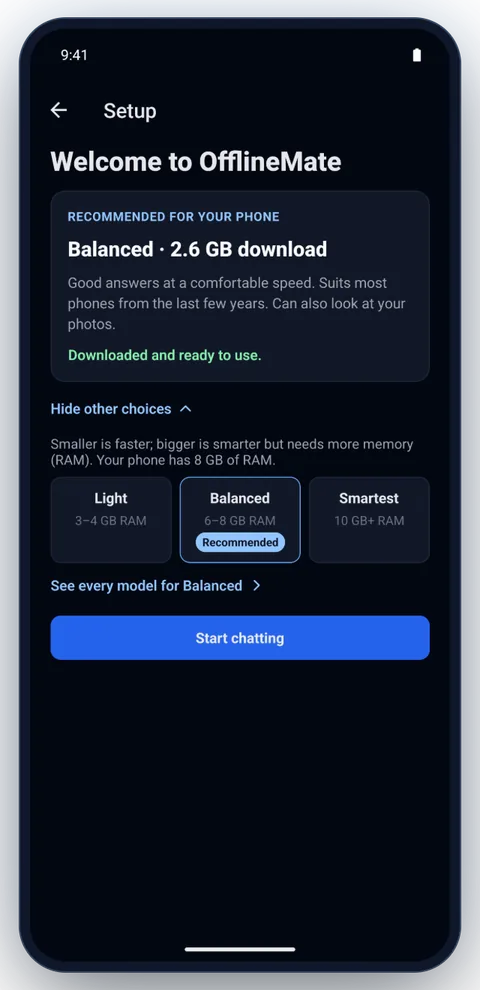 9:41
Setup
Welcome to OfflineMate
RECOMMENDED FOR YOUR PHONE
Balanced · 2.6 GB download
Good answers at a comfortable speed. Suits most
phones from the last few years. Can also look at your
photos.
Downloaded and ready to use.
Hide other choices
Smaller is faster; bigger is smarter but needs more memory
(RAM). Your phone has 8 GB of RAM.
Light
3–4 GB RAM
Balanced
6–8 GB RAM
Recommended
Smartest
10 GB+ RAM
See every model for Balanced
Start chatting